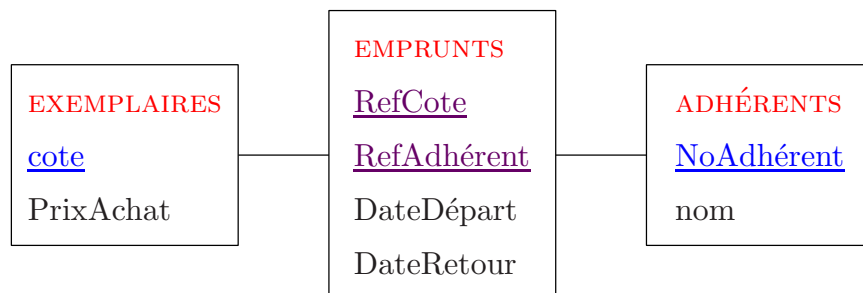 EXEMPLAIRES
cote
PrixAchat
EMPRUNTS
RefCote
RefAdhérent
DateDépart
DateRetour
ADHÉRENTS
NoAdhérent
nom